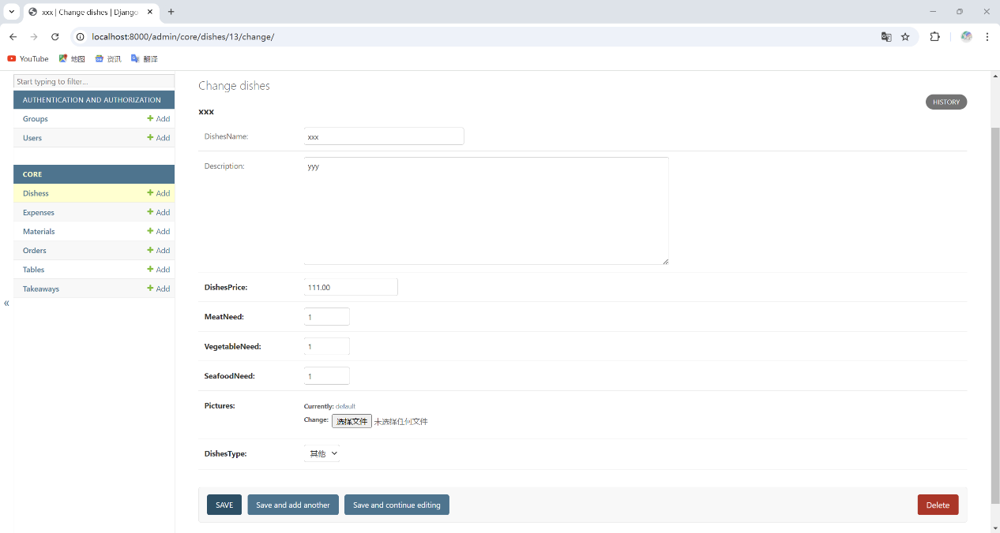 xxx | Change dishes | Django
localhost:8000/admin/core/dishes/13/change/
YouTube 地图 资讯 翻译
Start typing to filter...
AUTHENTICATION AND AUTHORIZATION
Groups Add
Users Add
CORE
Dishess Add
Expenses Add
Materials Add
Orders Add
Tables Add
Takeaways Add
«
Change dishes
HISTORY
xxx
DishesName: xxx
Description: yyy
DishesPrice: 111.00
MeatNeed: 1
VegetableNeed: 1
SeafoodNeed: 1
Pictures: Currently: default
Change: 选择文件 未选择任何文件
DishesType: 其他
SAVE Save and add another Save and continue editing Delete